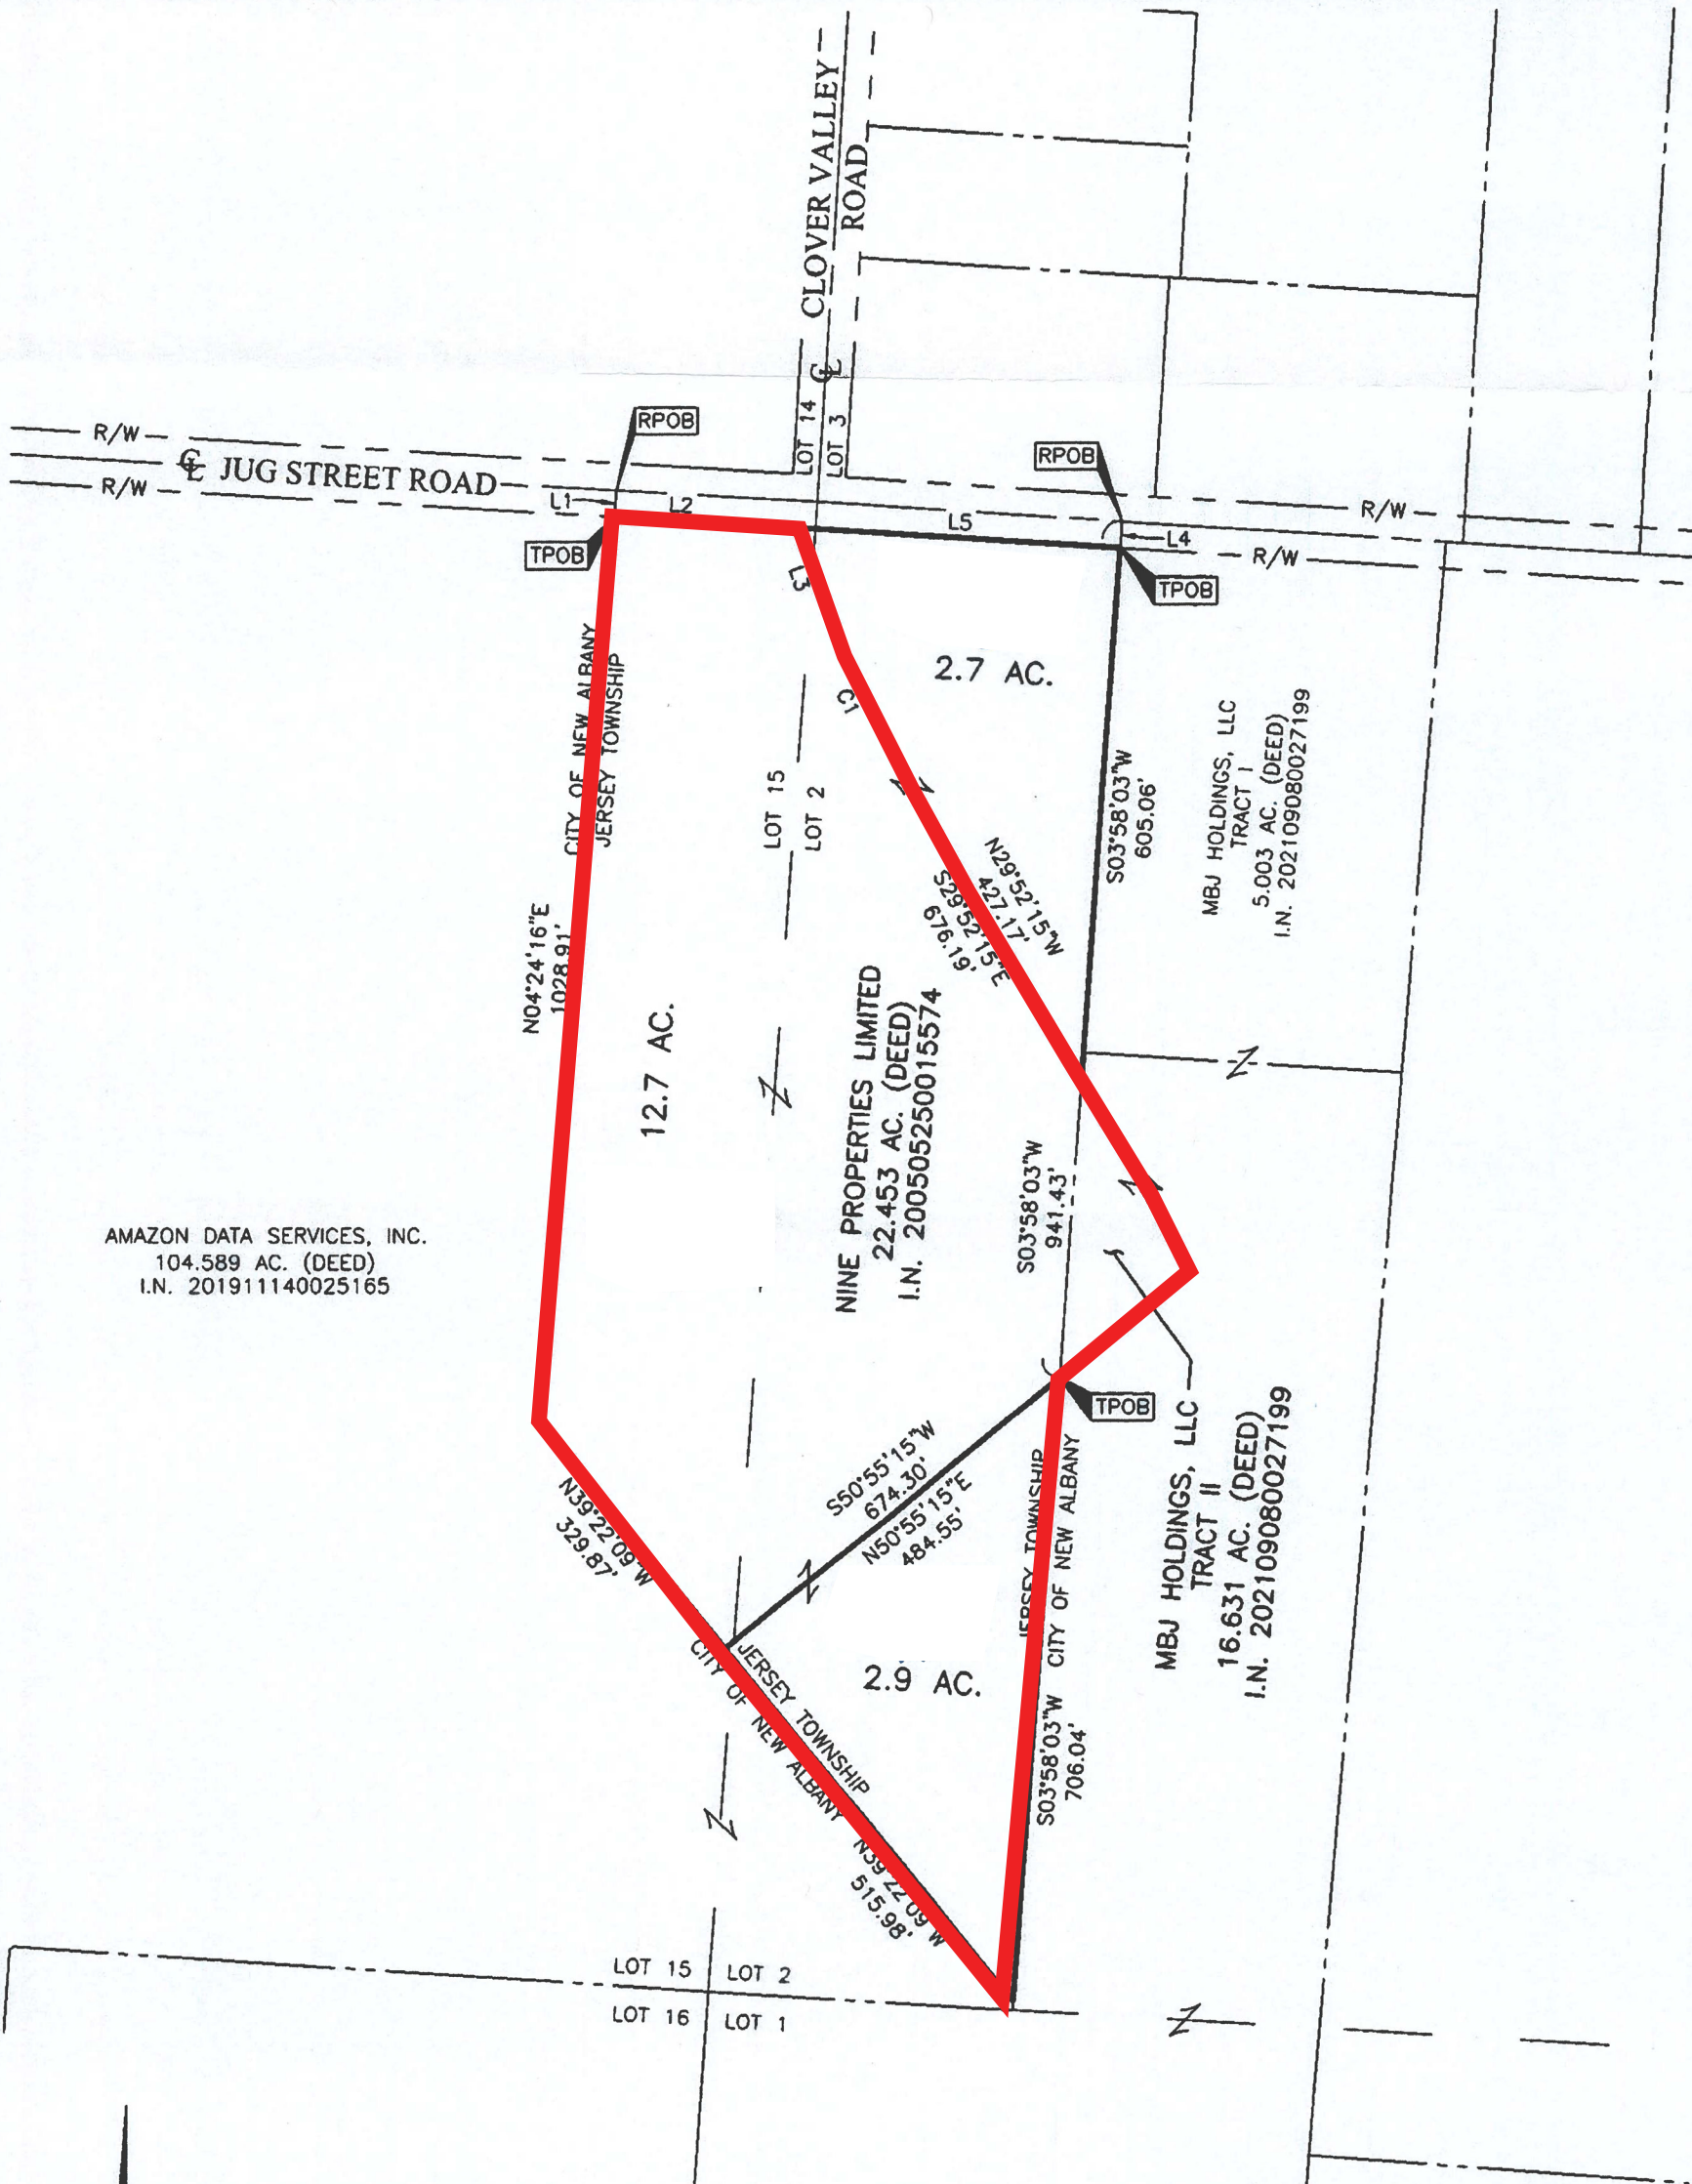 CLOVER VALLEY
ROAD
LOT 14
LOT 3
RPOB
RPOB
R/W
℄ JUG STREET ROAD
R/W
R/W
R/W
L1
L2
L5
L4
TPOB
TPOB
L3
C1
2.7 AC.
CITY OF NEW ALBANY
JERSEY TOWNSHIP
LOT 15
LOT 2
S03°58'03"W
605.06'
MBJ HOLDINGS, LLC
TRACT I
5.003 AC. (DEED)
I.N. 202109080027199
N29°52'15"W
427.17'
S29°52'15"E
676.19'
N04°24'16"E
1028.91'
12.7 AC.
NINE PROPERTIES LIMITED
22.453 AC. (DEED)
I.N. 200505250015574
S03°58'03"W
941.43'
AMAZON DATA SERVICES, INC.
104.589 AC. (DEED)
I.N. 201911140025165
TPOB
MBJ HOLDINGS, LLC
TRACT II
16.631 AC. (DEED)
I.N. 202109080027199
S50°55'15"W
674.30'
N50°55'15"E
484.55'
N39°22'09"W
329.87'
JERSEY TOWNSHIP
CITY OF NEW ALBANY
JERSEY TOWNSHIP
CITY OF NEW ALBANY
2.9 AC.
S03°58'03"W
706.04'
N39°22'09"W
515.98'
LOT 15
LOT 2
LOT 16
LOT 1